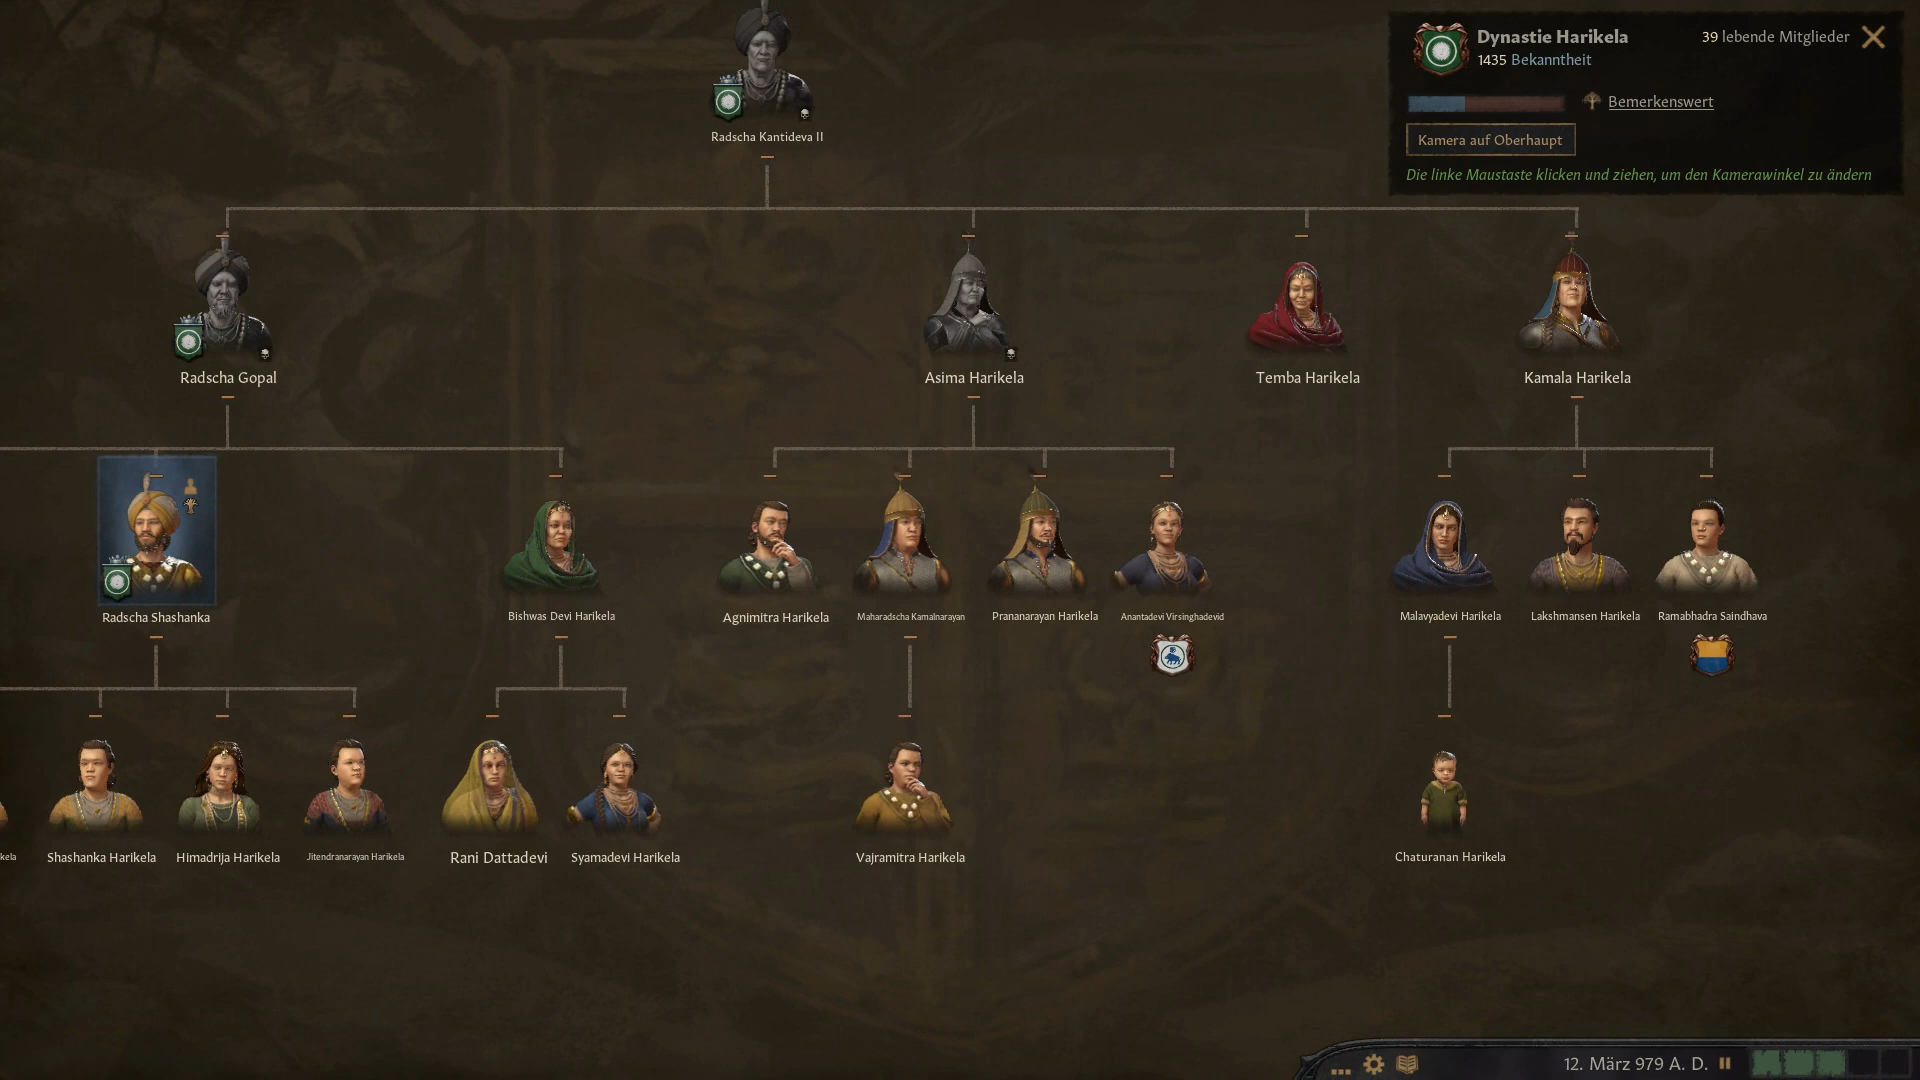 Dynastie Harikela
39 lebende Mitglieder
1435 Bekanntheit
Bemerkenswert
Kamera auf Oberhaupt
Die linke Maustaste klicken und ziehen, um den Kamerawinkel zu ändern
Radscha Kantideva II
Radscha Gopal
Asima Harikela
Temba Harikela
Kamala Harikela
Radscha Shashanka
Bishwas Devi Harikela
Agnimitra Harikela
Maharadscha Kamalnarayan
Prananarayan Harikela
Anantadevi Virsinghadevid
Malavyadevi Harikela
Lakshmansen Harikela
Ramabhadra Saindhava
kela
Shashanka Harikela
Himadrija Harikela
Jitendranarayan Harikela
Rani Dattadevi
Syamadevi Harikela
Vajramitra Harikela
Chaturanan Harikela
12. März 979 A. D.